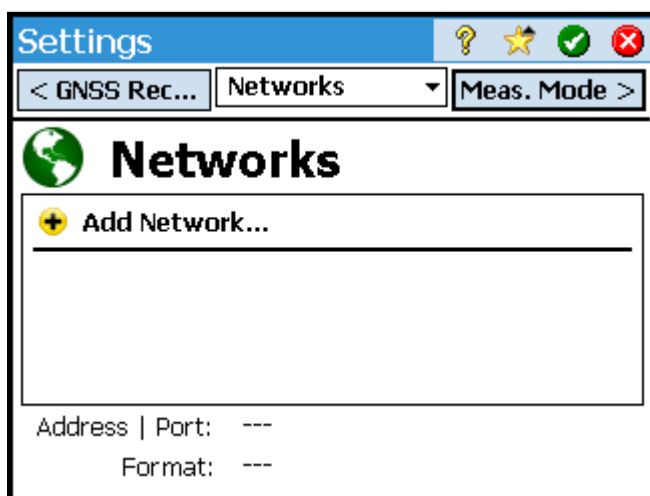 Settings
< GNSS Rec... Networks Meas. Mode >
Networks
Add Network...
Address | Port: ---
Format: ---